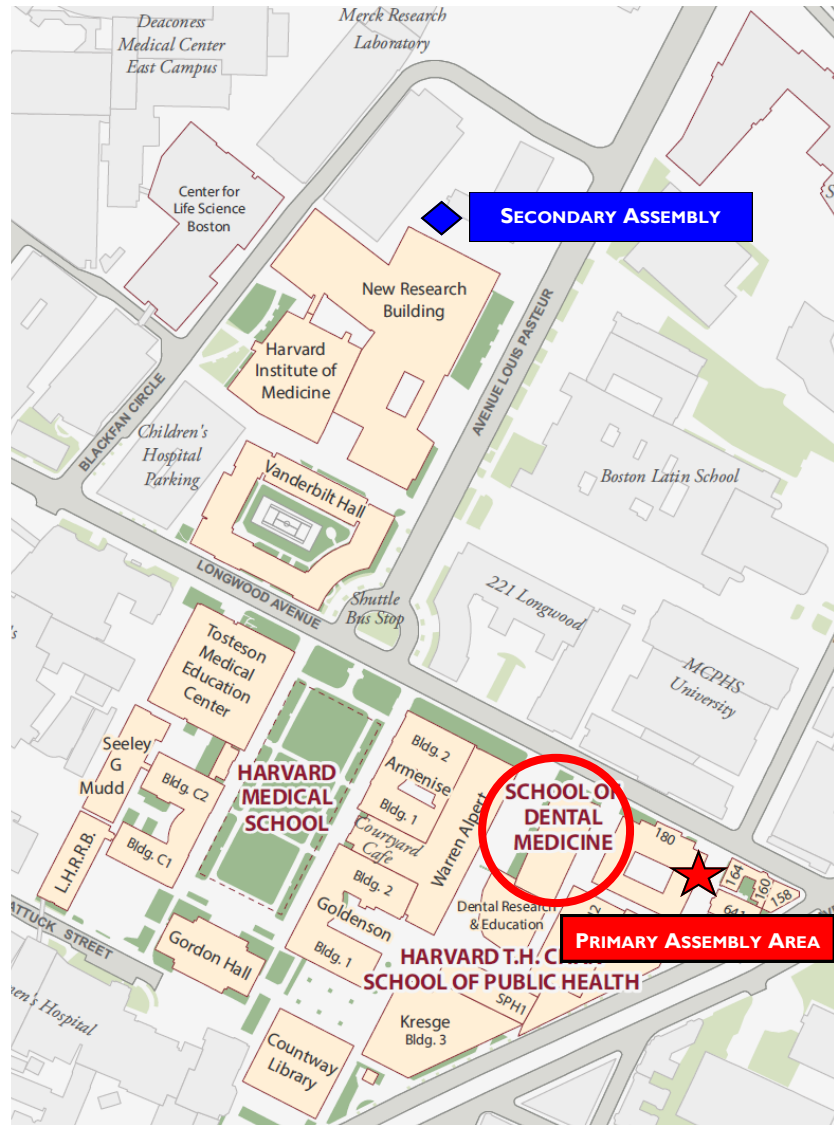 Deaconess
Medical Center
East Campus
Merck Research
Laboratory
Center for
Life Science
Boston
SECONDARY ASSEMBLY
New Research
Building
Harvard
Institute of
Medicine
AVENUE LOUIS PASTEUR
BLACKFAN CIRCLE
Children's
Hospital
Parking
Vanderbilt Hall
Boston Latin School
LONGWOOD AVENUE
Shuttle
Bus Stop
221 Longwood
MCPHS
University
Tosteson
Medical
Education
Center
Seeley
G
Mudd
Bldg. C2
Bldg. C1
L.H.R.R.B.
HARVARD
MEDICAL
SCHOOL
Bldg. 2
Armenise
Bldg. 1
Courtyard
Cafe
Warren Alpert
SCHOOL OF
DENTAL
MEDICINE
180
164
160
158
641
Bldg. 2
Goldenson
Bldg. 1
Dental Research
& Education
PRIMARY ASSEMBLY AREA
HARVARD T.H.
SCHOOL OF PUBLIC HEALTH
Gordon Hall
ATTUCK STREET
en's Hospital
SPH1
Kresge
Bldg. 3
Countway
Library